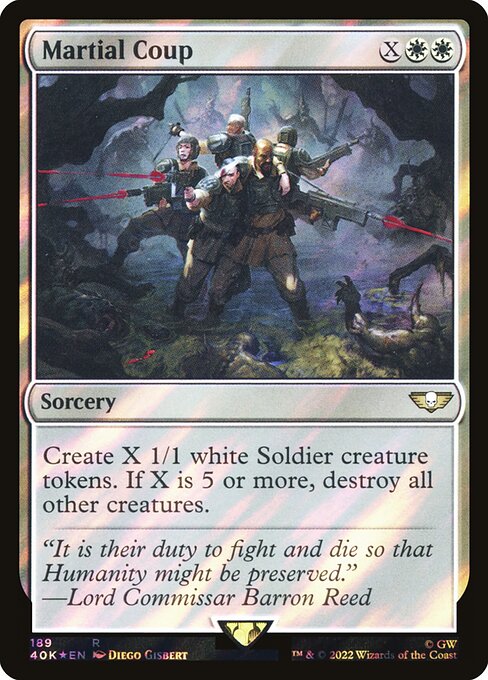 Martial Coup X
Sorcery
Create X 1/1 white Soldier creature
tokens. If X is 5 or more, destroy all
other creatures.
“It is their duty to fight and die so that
Humanity might be preserved.”
—Lord Commissar Barron Reed
189 R
40K★EN Diego Gisbert
© GW
™ & © 2022 Wizards of the Coast